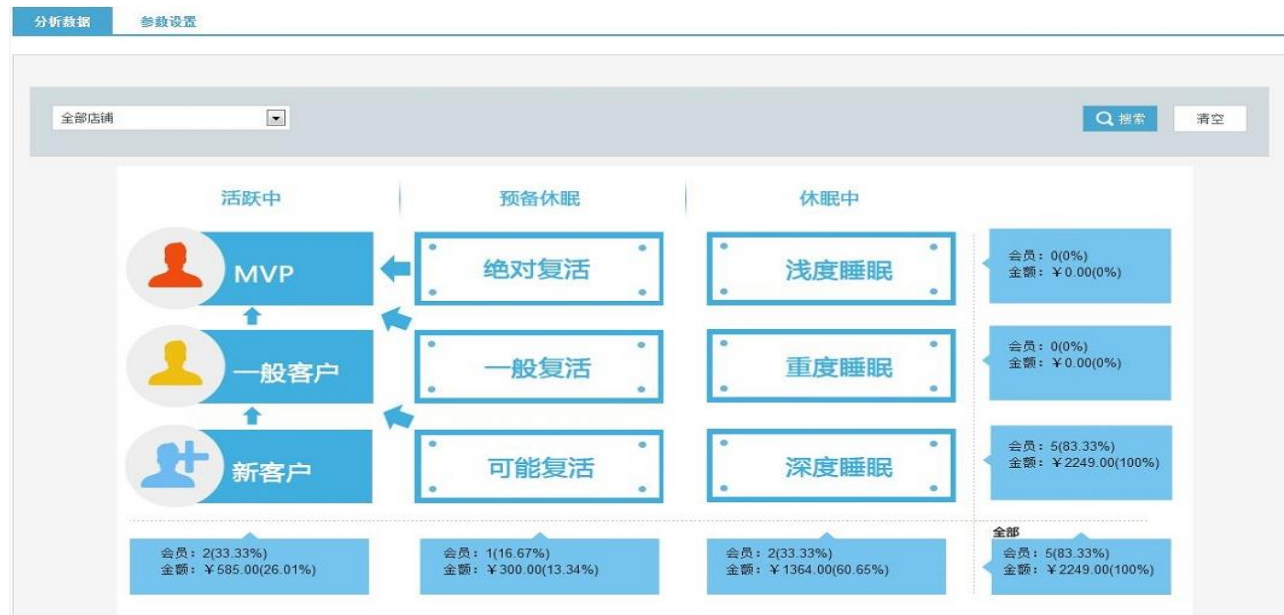 分析数据 参数设置
全部店铺 搜索 清空
活跃中 预备休眠 休眠中
MVP 绝对复活 浅度睡眠
会员:0(0%)
金额:¥0.00(0%)
一般客户 一般复活 重度睡眠
会员:0(0%)
金额:¥0.00(0%)
新客户 可能复活 深度睡眠
会员:5(83.33%)
金额:¥2249.00(100%)
全部
会员:2(33.33%)
金额:¥585.00(26.01%)
会员:1(16.67%)
金额:¥300.00(13.34%)
会员:2(33.33%)
金额:¥1364.00(60.65%)
会员:5(83.33%)
金额:¥2249.00(100%)